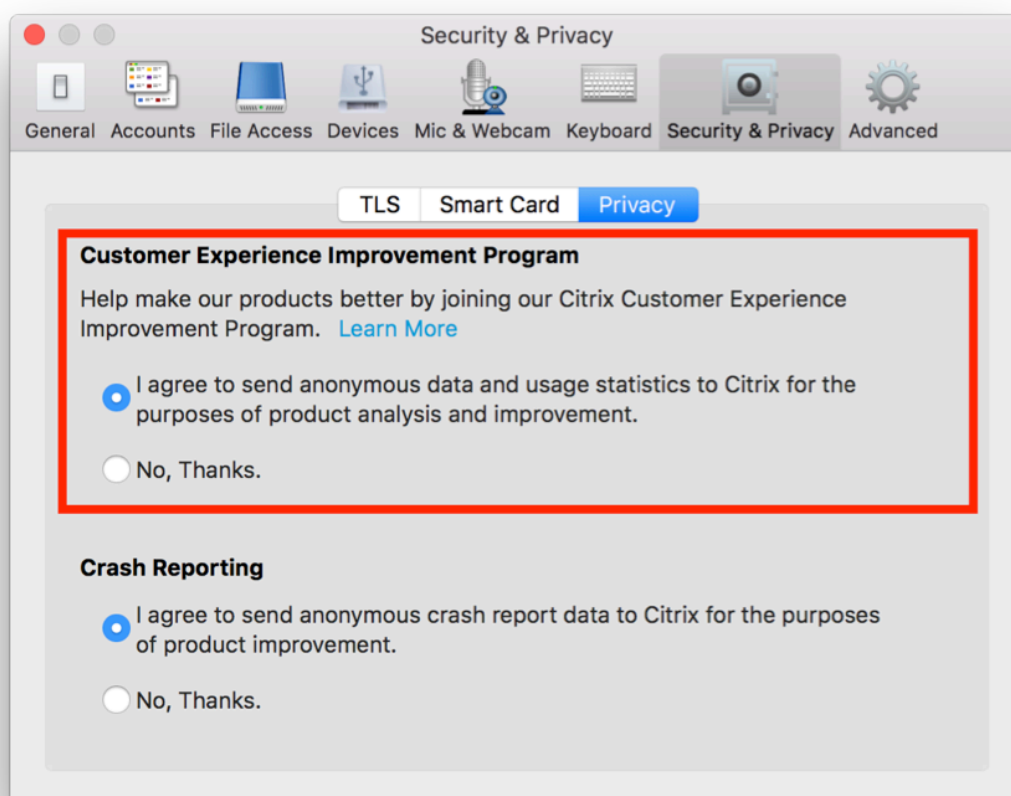 Security & Privacy
General Accounts File Access Devices Mic & Webcam Keyboard Security & Privacy Advanced
TLS Smart Card Privacy
Customer Experience Improvement Program
Help make our products better by joining our Citrix Customer Experience
Improvement Program. Learn More
I agree to send anonymous data and usage statistics to Citrix for the
purposes of product analysis and improvement.
No, Thanks.
Crash Reporting
I agree to send anonymous crash report data to Citrix for the purposes
of product improvement.
No, Thanks.